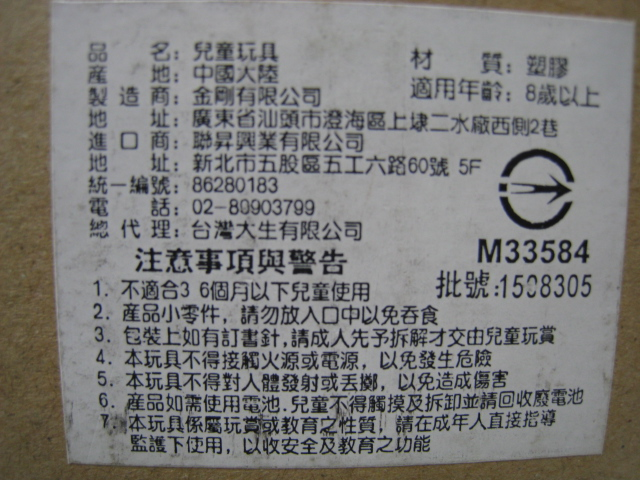 品 名: 兒童玩具
材 質: 塑膠
產 地: 中國大陸
適用年齡: 8歲以上
製造商: 金剛有限公司
地 址: 廣東省汕頭市澄海區上埭二水廠西側2巷
進口商: 聯昇興業有限公司
地 址: 新北市五股區五工六路60號 5F
統一編號: 86280183
電 話: 02-80903799
總代理: 台灣大生有限公司
M33584
批號:1508305
注意事項與警告
1. 不適合3 6個月以下兒童使用
2. 產品小零件, 請勿放入口中以免吞食
3. 包裝上如有訂書針,請成人先予拆解才交由兒童玩賞
4. 本玩具不得接觸火源或電源, 以免發生危險
5. 本玩具不得對人體發射或丟擲, 以免造成傷害
6. 產品如需使用電池.兒童不得觸摸及拆卸並請回收廢電池
7. 本玩具係屬玩賞或教育之性質, 請在成年人直接指導
監護下使用, 以收安全及教育之功能